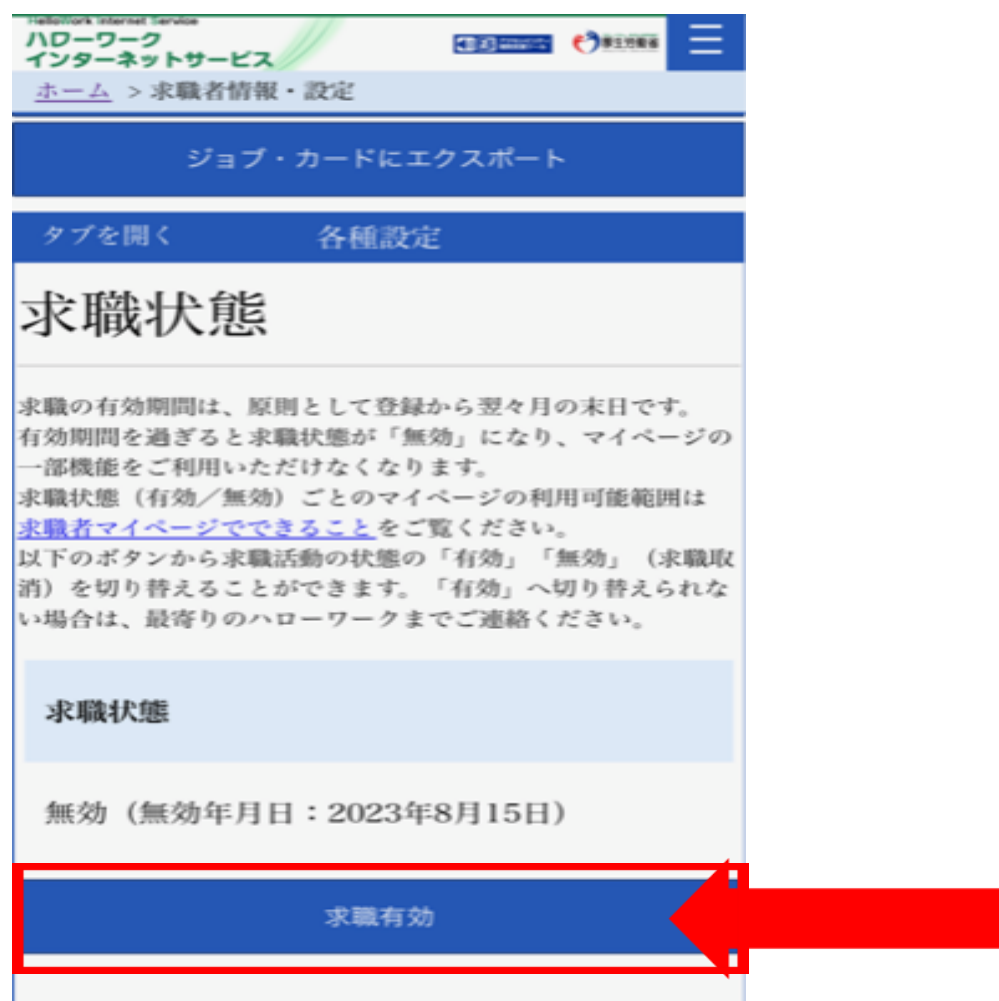 HelloWork Internet Service
ハローワーク
インターネットサービス
厚生労働省
ホーム > 求職者情報・設定
ジョブ・カードにエクスポート
タブを開く 各種設定
求職状態
求職の有効期間は、原則として登録から翌々月の末日です。
有効期間を過ぎると求職状態が「無効」になり、マイページの
一部機能をご利用いただけなくなります。
求職状態（有効／無効）ごとのマイページの利用可能範囲は
求職者マイページでできることをご覧ください。
以下のボタンから求職活動の状態の「有効」「無効」（求職取
消）を切り替えることができます。「有効」へ切り替えられな
い場合は、最寄りのハローワークまでご連絡ください。
求職状態
無効（無効年月日：2023年8月15日）
求職有効